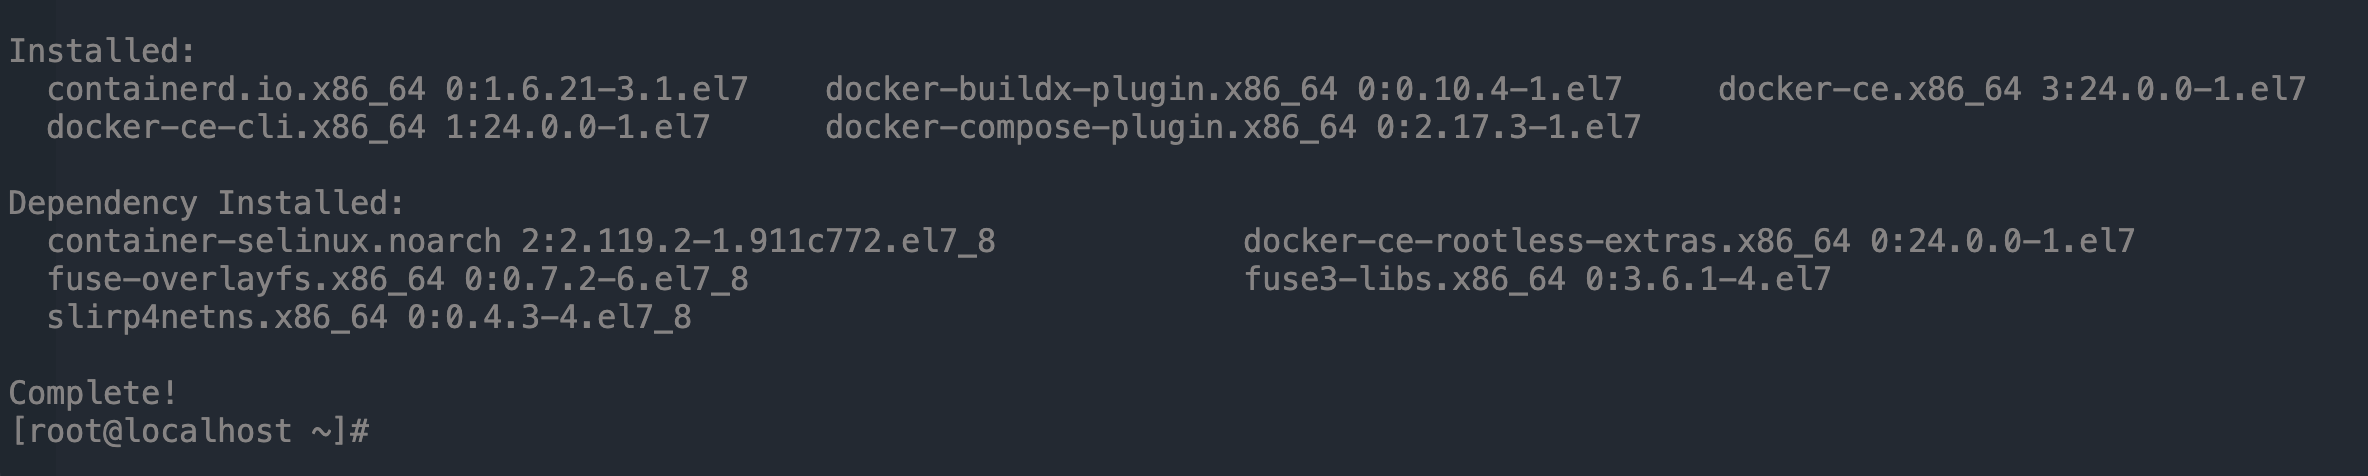 Installed:
  containerd.io.x86_64 0:1.6.21-3.1.el7    docker-buildx-plugin.x86_64 0:0.10.4-1.el7    docker-ce.x86_64 3:24.0.0-1.el7
  docker-ce-cli.x86_64 1:24.0.0-1.el7      docker-compose-plugin.x86_64 0:2.17.3-1.el7

Dependency Installed:
  container-selinux.noarch 2:2.119.2-1.911c772.el7_8             docker-ce-rootless-extras.x86_64 0:24.0.0-1.el7
  fuse-overlayfs.x86_64 0:0.7.2-6.el7_8                          fuse3-libs.x86_64 0:3.6.1-4.el7
  slirp4netns.x86_64 0:0.4.3-4.el7_8

Complete!
[root@localhost ~]#